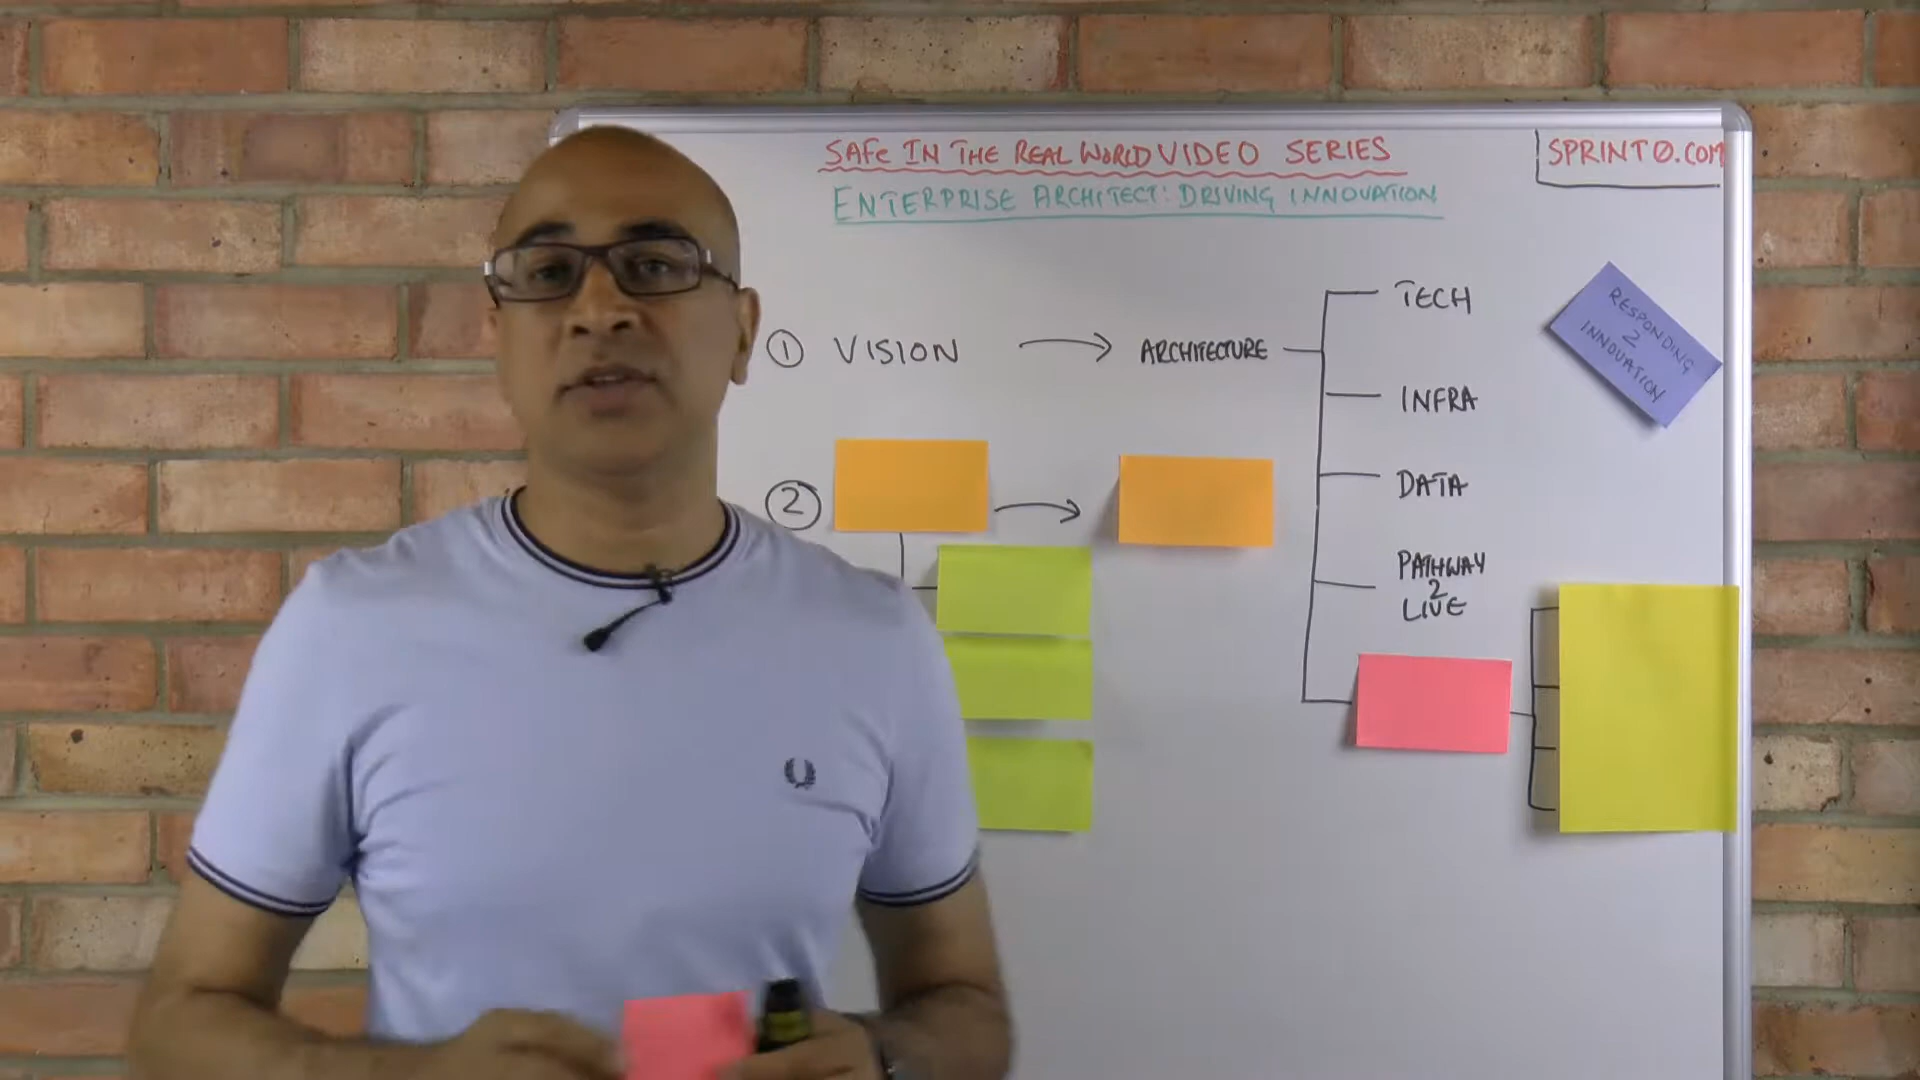 SAFe IN THE REAL WORLD VIDEO SERIES
SPRINT0.COM
ENTERPRISE ARCHITECT: DRIVING INNOVATION
TECH
1 VISION → ARCHITECTURE
INFRA
RESPONDING
2
INNOVATION
2
DATA
PATHWAY
2
LIVE